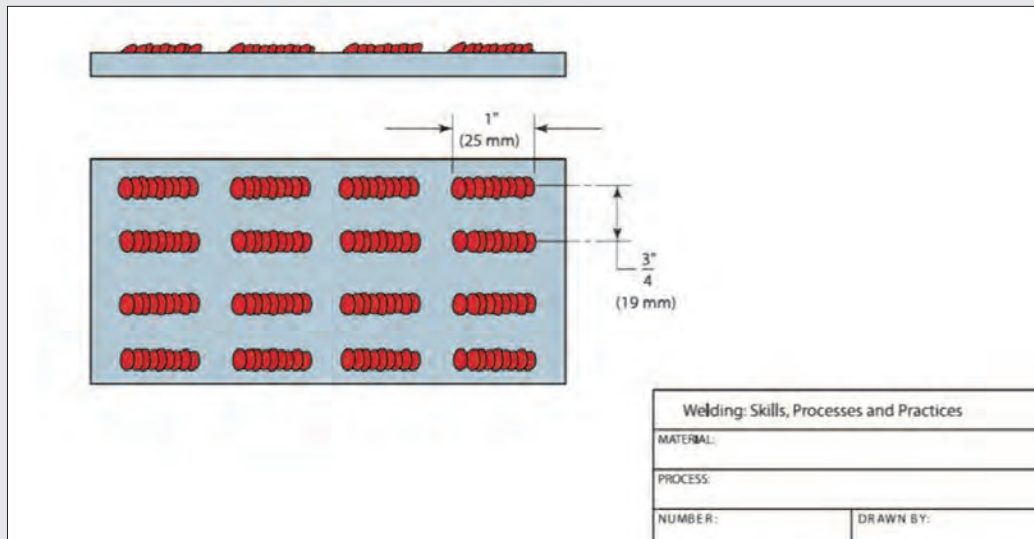 1"
(25 mm)
3"
4
(19 mm)
Welding: Skills, Processes and Practices
MATERIAL:
PROCESS:
NUMBER:
DRAWN BY: